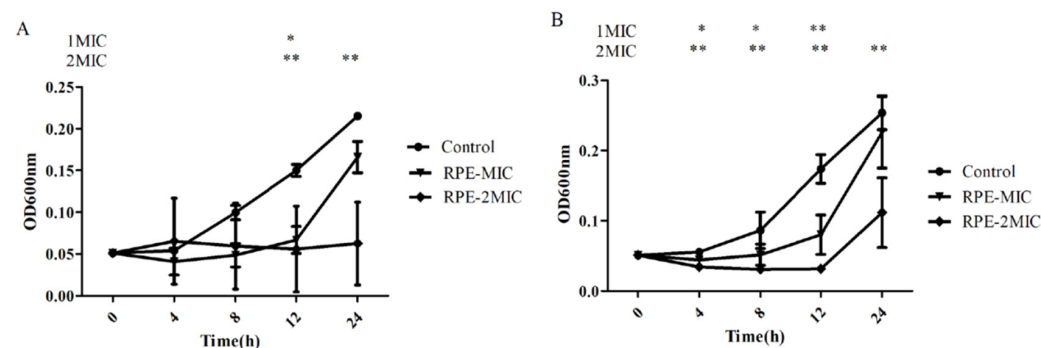 A
1MIC *
2MIC ** **
0.25
0.20
0.15
0.10
0.05
0.00
OD600nm
0 4 8 12 24
Time(h)
Control
RPE-MIC
RPE-2MIC
B
1MIC * * **
2MIC ** ** ** **
0.3
0.2
0.1
0.0
OD600nm
0 4 8 12 24
Time(h)
Control
RPE-MIC
RPE-2MIC